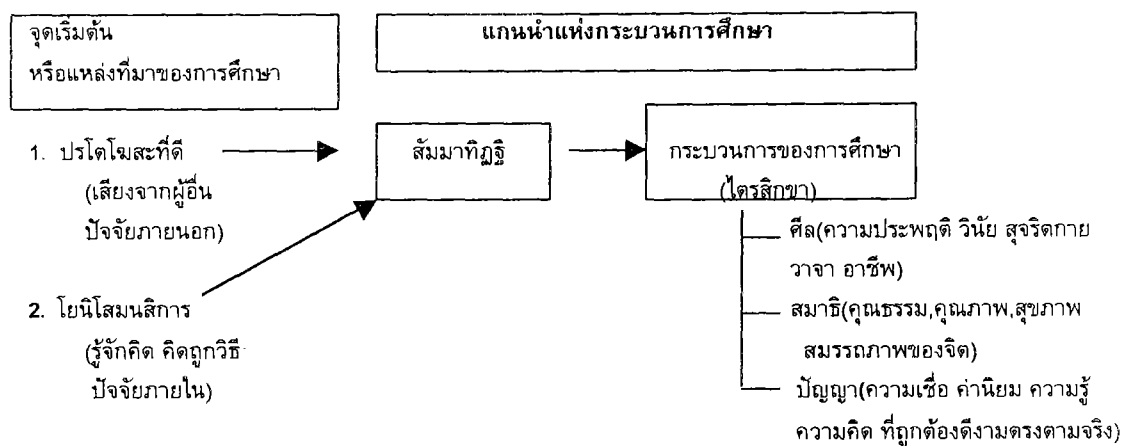 จุดเริ่มต้น
หรือแหล่งที่มาของการศึกษา
แกนนำแห่งกระบวนการศึกษา
1. ปรโตโฆสะที่ดี
(เสียงจากผู้อื่น
ปัจจัยภายนอก)
สัมมาทิฏฐิ
กระบวนการของการศึกษา
(ไตรสิกขา)
ศีล(ความประพฤติ วินัย สุจริตกาย
วาจา อาชีพ)
2. โยนิโสมนสิการ
(รู้จักคิด คิดถูกวิธี
ปัจจัยภายใน)
สมาธิ(คุณธรรม,คุณภาพ,สุขภาพ
สมรรถภาพของจิต)
ปัญญา(ความเชื่อ ค่านิยม ความรู้
ความคิด ที่ถูกต้องดีงามตรงตามจริง)